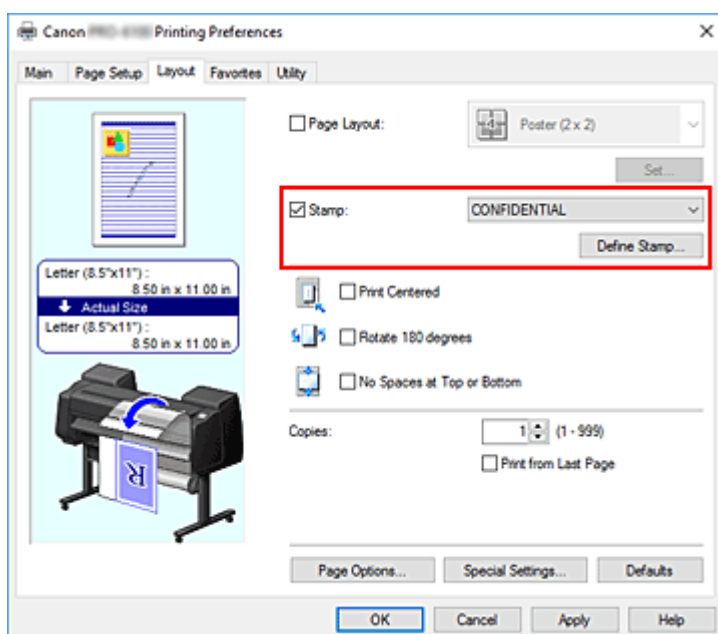 Canon Printing Preferences
Main Page Setup Layout Favorites Utility
Page Layout: Poster (2 x 2)
Set...
Stamp: CONFIDENTIAL
Define Stamp...
Letter (8.5"x11") :
8.50 in x 11.00 in
Actual Size
Letter (8.5"x11") :
8.50 in x 11.00 in
Print Centered
Rotate 180 degrees
No Spaces at Top or Bottom
Copies: 1 (1 - 999)
Print from Last Page
R
Page Options... Special Settings... Defaults
OK Cancel Apply Help